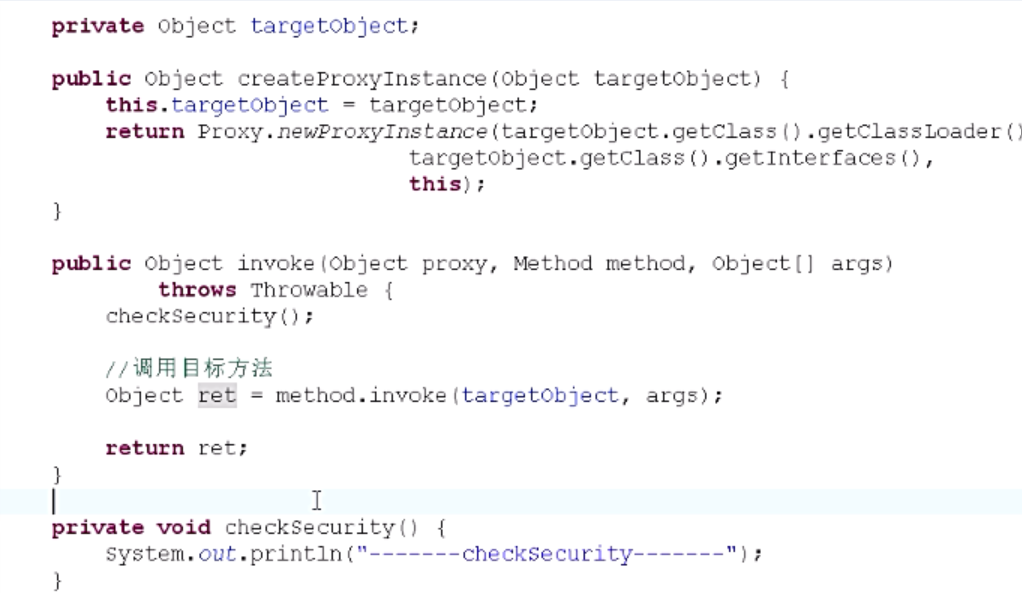 private Object targetObject;
public Object createProxyInstance(Object targetObject) {
this.targetObject = targetObject;
return Proxy.newProxyInstance(targetObject.getClass().getClassLoader()
targetObject.getClass().getInterfaces(),
this);
}
public Object invoke(Object proxy, Method method, Object[] args)
throws Throwable {
checkSecurity();
//调用目标方法
Object ret = method.invoke(targetObject, args);
return ret;
}
private void checkSecurity() {
System.out.println("-------checkSecurity-------");
}